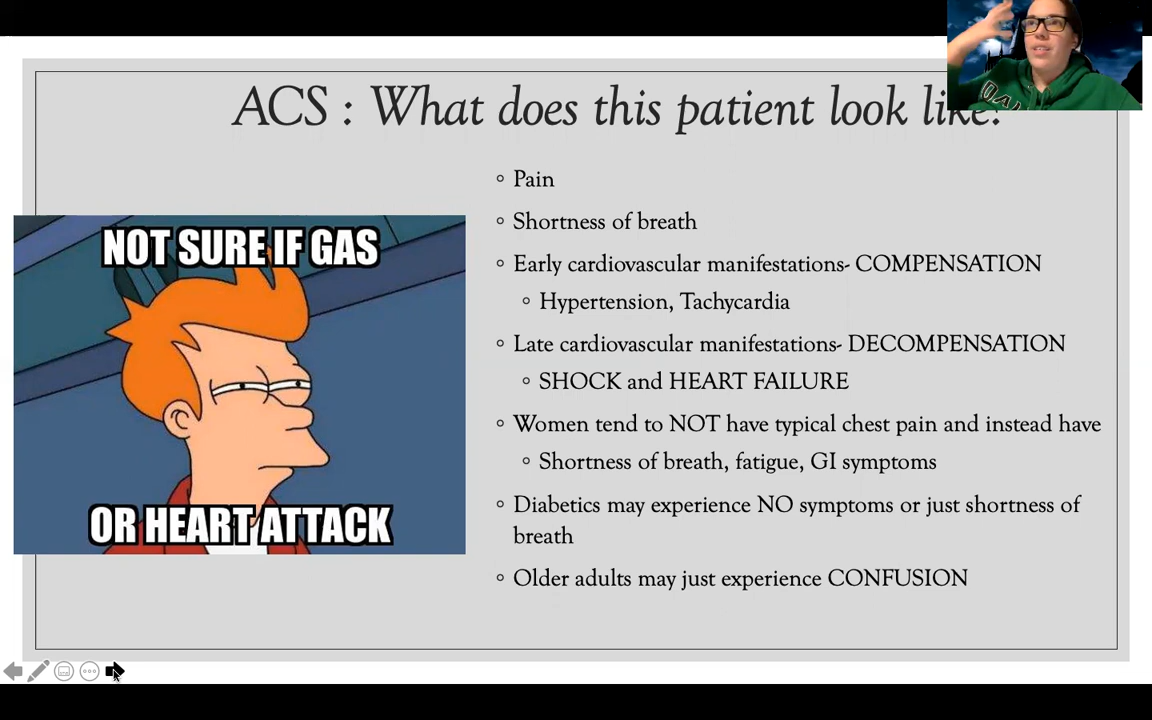 ACS : What does this patient look like?
NOT SURE IF GAS
OR HEART ATTACK
Pain
Shortness of breath
Early cardiovascular manifestations- COMPENSATION
Hypertension, Tachycardia
Late cardiovascular manifestations- DECOMPENSATION
SHOCK and HEART FAILURE
Women tend to NOT have typical chest pain and instead have
Shortness of breath, fatigue, GI symptoms
Diabetics may experience NO symptoms or just shortness of
breath
Older adults may just experience CONFUSION